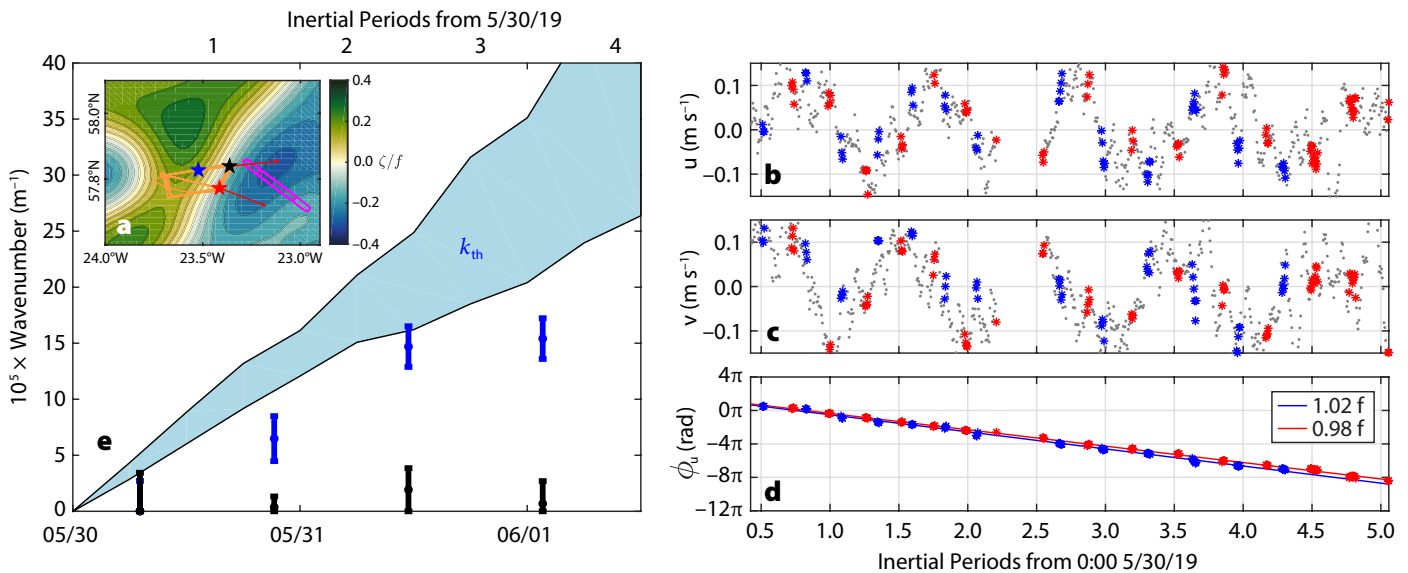 Inertial Periods from 5/30/19
1 2 3 4
40
35
30
25
20
15
10
5
0
10⁵ × Wavenumber (m⁻¹)
05/30 05/31 06/01
e
k_th
a
58.0°N
57.8°N
24.0°W 23.5°W 23.0°W
0.4
0.2
0.0 ζ/f
−0.2
−0.4
0.1
0.0
−0.1
u (m s⁻¹)
b
0.1
0.0
−0.1
v (m s⁻¹)
c
4π
0π
−4π
−8π
−12π
ϕ_u (rad)
d
1.02 f
0.98 f
0.5 1.0 1.5 2.0 2.5 3.0 3.5 4.0 4.5 5.0
Inertial Periods from 0:00 5/30/19